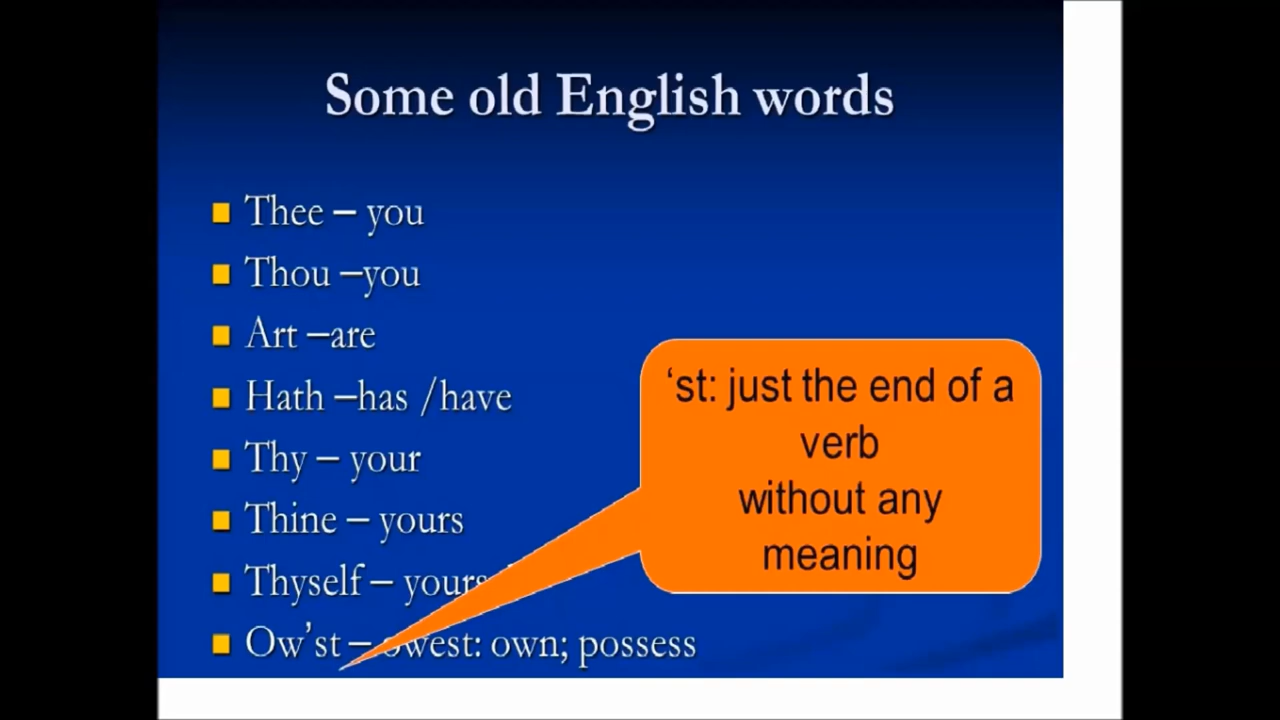 Some old English words
Thee – you
Thou –you
Art –are
Hath –has /have
Thy – your
Thine – yours
Thyself –
Ow’st – owest: own; possess
‘st: just the end of a
verb
without any
meaning